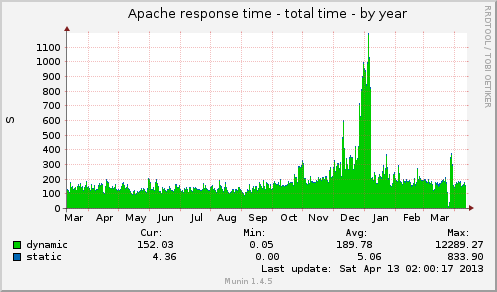 Apache response time - total time - by year
RRDTOOL / TOBI OETIKER
s
1100
1000
900
800
700
600
500
400
300
200
100
0
Mar Apr May Jun Jul Aug Sep Oct Nov Dec Jan Feb Mar
Cur: Min: Avg: Max:
dynamic 152.03 0.05 189.78 12289.27
static 4.36 0.00 5.06 833.90
Last update: Sat Apr 13 02:00:17 2013
Munin 1.4.5